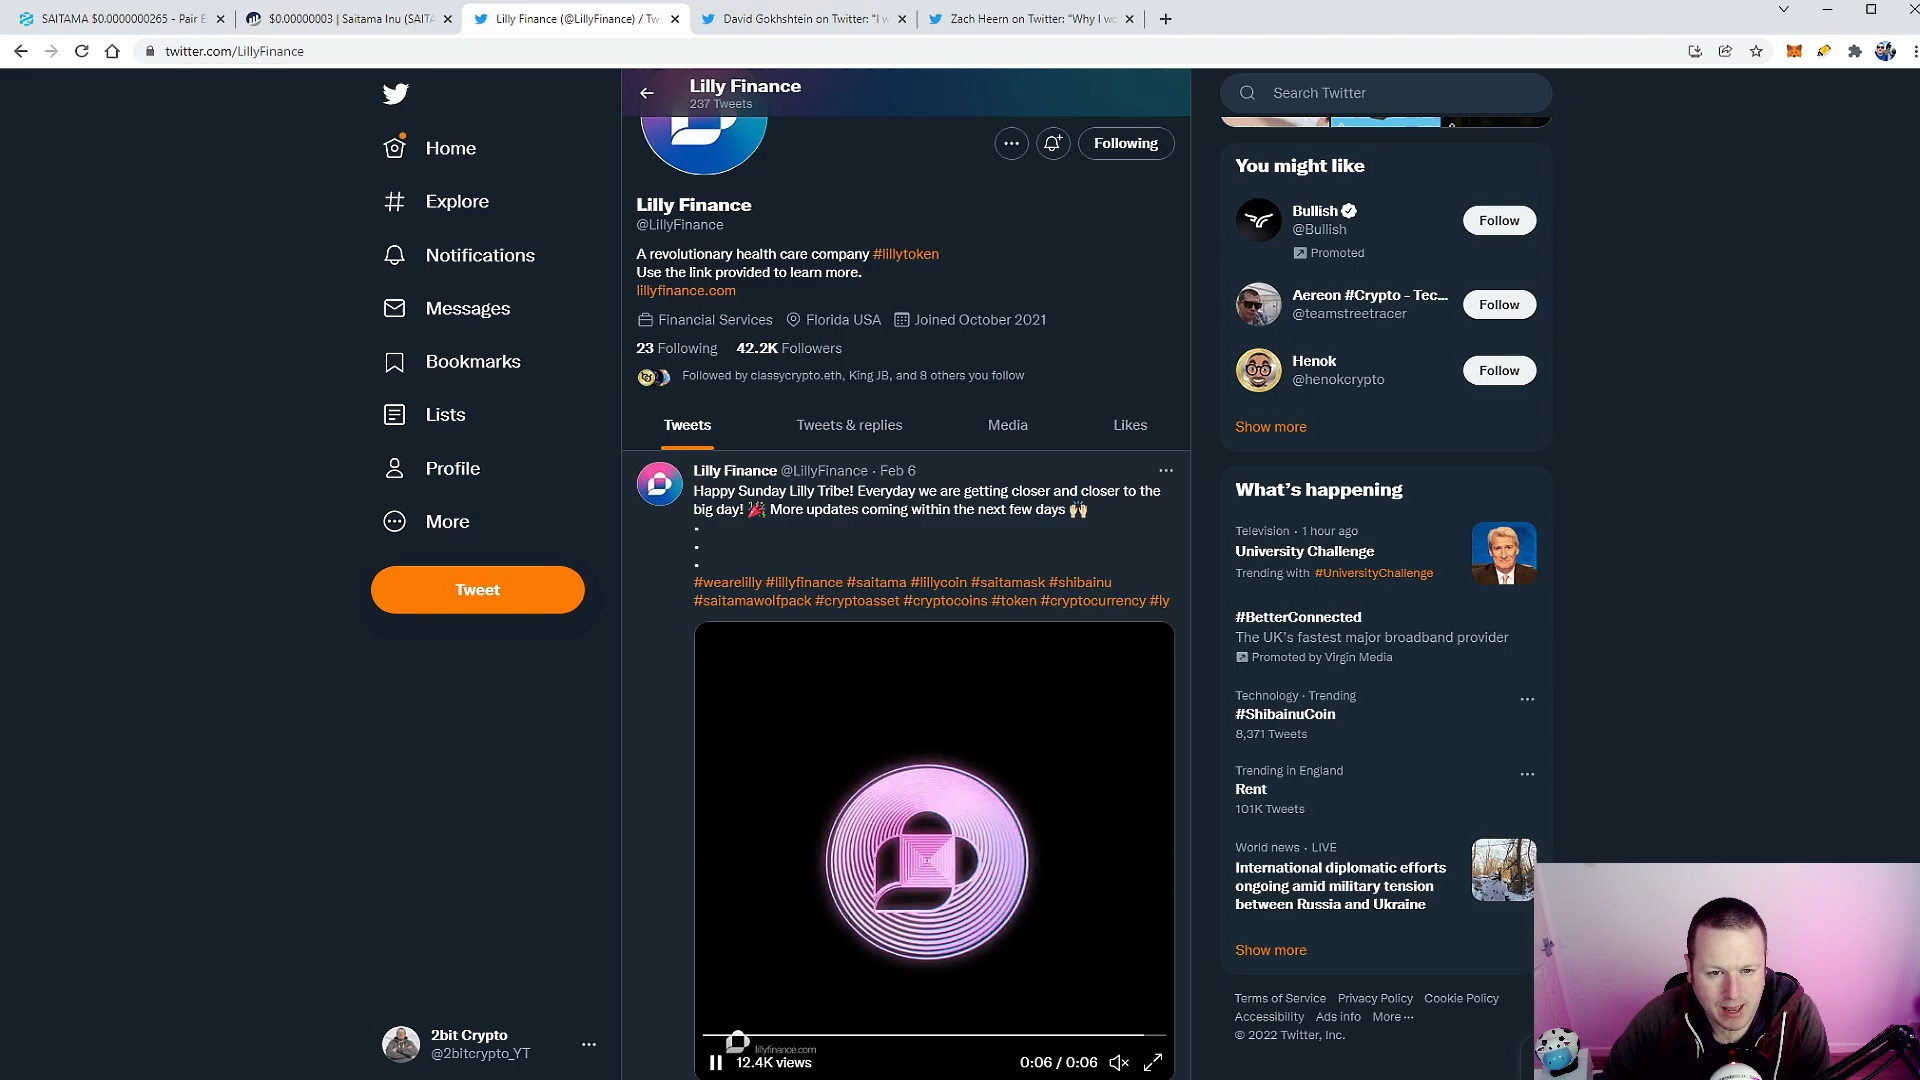 SAITAMA $0.0000000265 - Pair E
$0.00000003 | Saitama Inu (SAITA
Lilly Finance (@LillyFinance) / Twi
David Gokhshtein on Twitter: "I w
Zach Heern on Twitter: "Why I wo
twitter.com/LillyFinance
Lilly Finance
237 Tweets
Following
Lilly Finance
@LillyFinance
A revolutionary health care company #lillytoken
Use the link provided to learn more.
lillyfinance.com
Financial Services Florida USA Joined October 2021
23 Following 42.2K Followers
Followed by classycrypto.eth, King JB, and 8 others you follow
Tweets Tweets & replies Media Likes
Lilly Finance @LillyFinance · Feb 6
Happy Sunday Lilly Tribe! Everyday we are getting closer and closer to the
big day! 🎉 More updates coming within the next few days 🙌🏻
•
•
•
#wearelilly #lillyfinance #saitama #lillycoin #saitamask #shibainu
#saitamawolfpack #cryptoasset #cryptocoins #token #cryptocurrency #ly
lillyfinance.com
12.4K views
0:06 / 0:06
Home
Explore
Notifications
Messages
Bookmarks
Lists
Profile
More
Tweet
2bit Crypto
@2bitcrypto_YT
Search Twitter
You might like
Bullish
@Bullish
Promoted
Follow
Aereon #Crypto - Tec...
@teamstreetracer
Follow
Henok
@henokcrypto
Follow
Show more
What's happening
Television · 1 hour ago
University Challenge
Trending with #UniversityChallenge
#BetterConnected
The UK's fastest major broadband provider
Promoted by Virgin Media
Technology · Trending
#ShibainuCoin
8,371 Tweets
Trending in England
Rent
101K Tweets
World news · LIVE
International diplomatic efforts
ongoing amid military tension
between Russia and Ukraine
Show more
Terms of Service Privacy Policy Cookie Policy
Accessibility Ads info More ···
© 2022 Twitter, Inc.